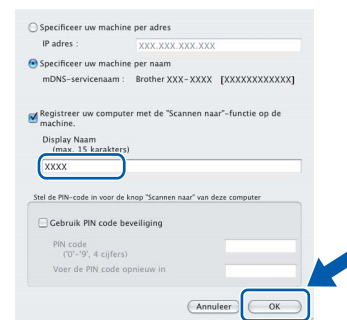 Specificeer uw machine per adres
IP adres : XXX.XXX.XXX.XXX
Specificeer uw machine per naam
mDNS-servicenaam : Brother XXX-XXXX [XXXXXXXXXXXX]
Registreer uw computer met de "Scannen naar"-functie op de
machine.
Display Naam
(max. 15 karakters)
XXXX
Stel de PIN-code in voor de knop "Scannen naar" van deze computer
Gebruik PIN code beveiliging
PIN code
('0'-'9', 4 cijfers)
Voer de PIN code opnieuw in
Annuleer OK